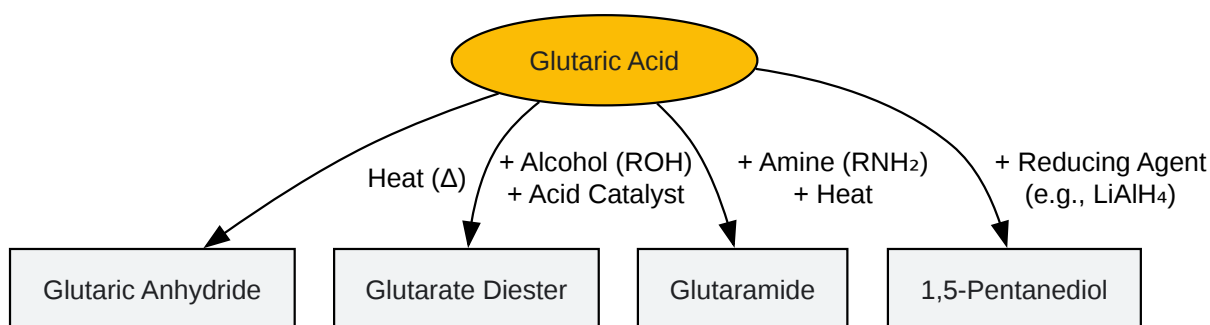 Glutaric Acid
Heat (Δ)
+ Alcohol (ROH)
+ Acid Catalyst
+ Amine (RNH₂)
+ Heat
+ Reducing Agent
(e.g., LiAlH₄)
Glutaric Anhydride
Glutarate Diester
Glutaramide
1,5-Pentanediol